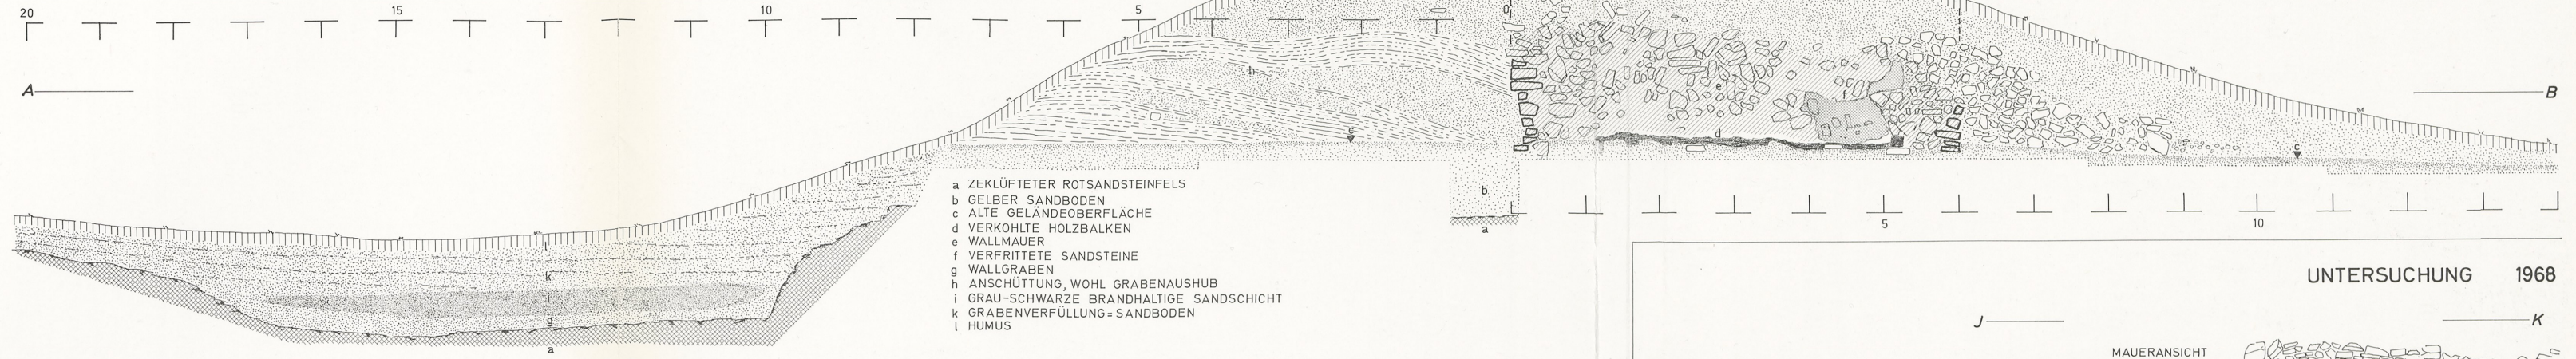 20 15 10 5 0
A B
h
e
f
d
c
c
b
a
l
k
i
g
a
a ZEKLÜFTETER ROTSANDSTEINFELS
b GELBER SANDBODEN
c ALTE GELÄNDEOBERFLÄCHE
d VERKOHLTE HOLZBALKEN
e WALLMAUER
f VERFRITTETE SANDSTEINE
g WALLGRABEN
h ANSCHÜTTUNG, WOHL GRABENAUSHUB
i GRAU-SCHWARZE BRANDHALTIGE SANDSCHICHT
k GRABENVERFÜLLUNG=SANDBODEN
l HUMUS
5 10
UNTERSUCHUNG 1968
J K
MAUERANSICHT